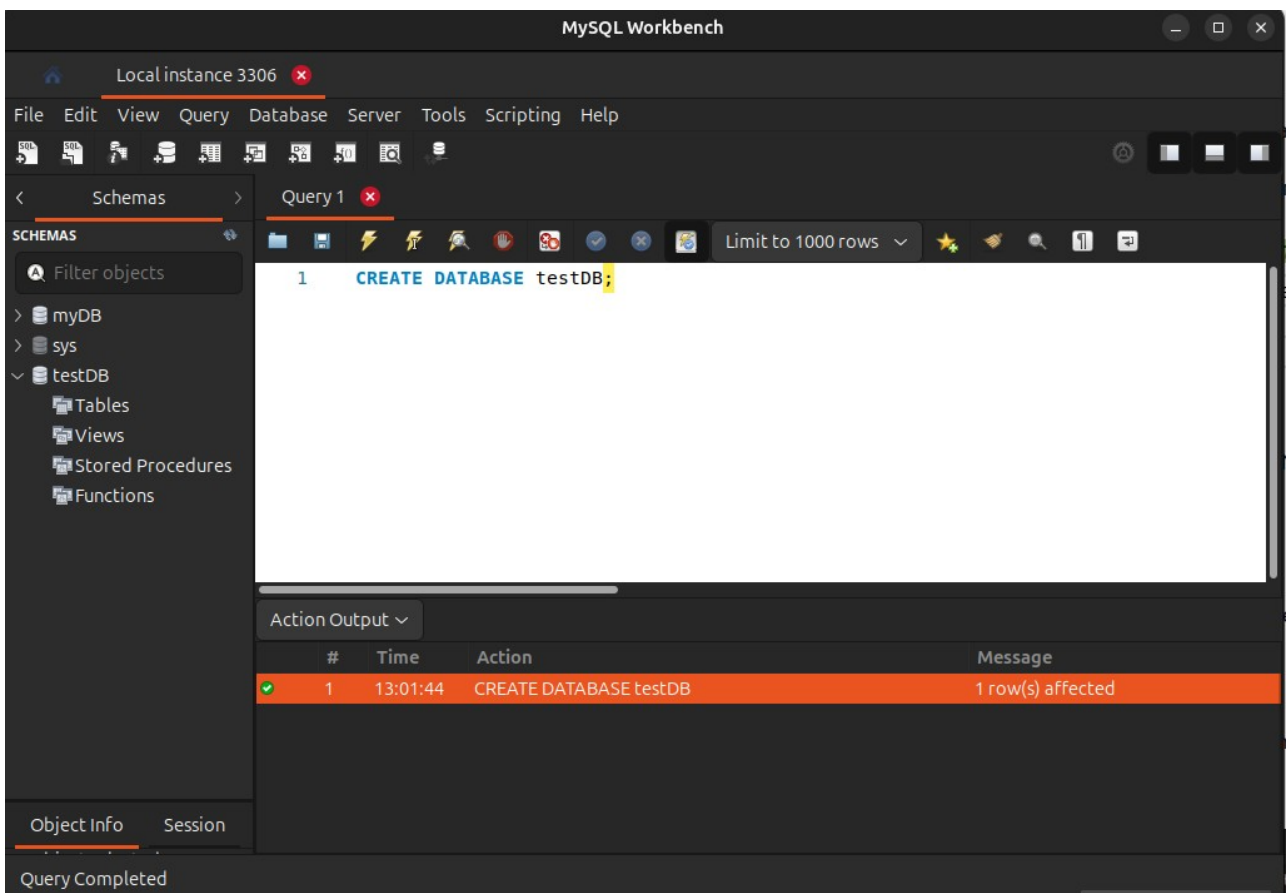 MySQL Workbench
Local instance 3306
File Edit View Query Database Server Tools Scripting Help
Schemas
Query 1
SCHEMAS
Limit to 1000 rows
Filter objects
1 CREATE DATABASE testDB;
myDB
sys
testDB
Tables
Views
Stored Procedures
Functions
Action Output
# Time Action Message
1 13:01:44 CREATE DATABASE testDB 1 row(s) affected
Object Info Session
Query Completed